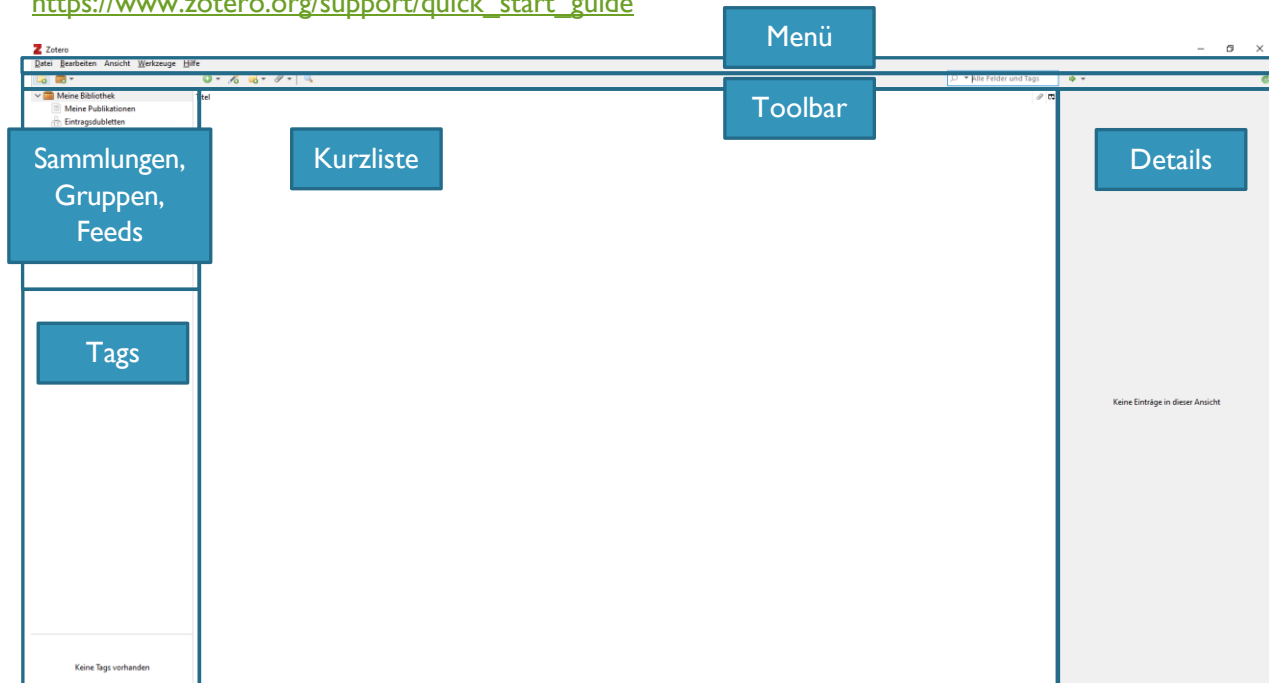 https://www.zotero.org/support/quick_start_guide
Menü
Zotero
Datei Bearbeiten Ansicht Werkzeuge Hilfe
Alle Felder und Tags
Toolbar
Meine Bibliothek
Meine Publikationen
Eintragsdubletten
Sammlungen,
Gruppen,
Feeds
Kurzliste
Details
Tags
Keine Einträge in dieser Ansicht
Keine Tags vorhanden